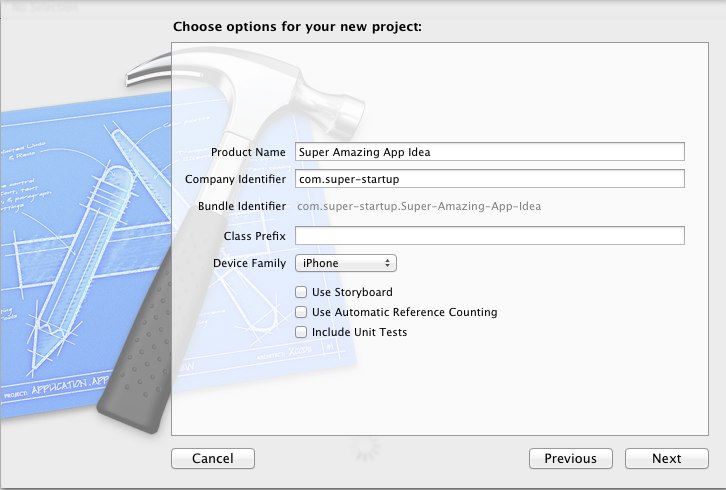 Choose options for your new project:
Product Name Super Amazing App Idea
Company Identifier com.super-startup
Bundle Identifier com.super-startup.Super-Amazing-App-Idea
Class Prefix
Device Family iPhone
Use Storyboard
Use Automatic Reference Counting
Include Unit Tests
PROJECT: APPLICATION.APP
Cancel Previous Next